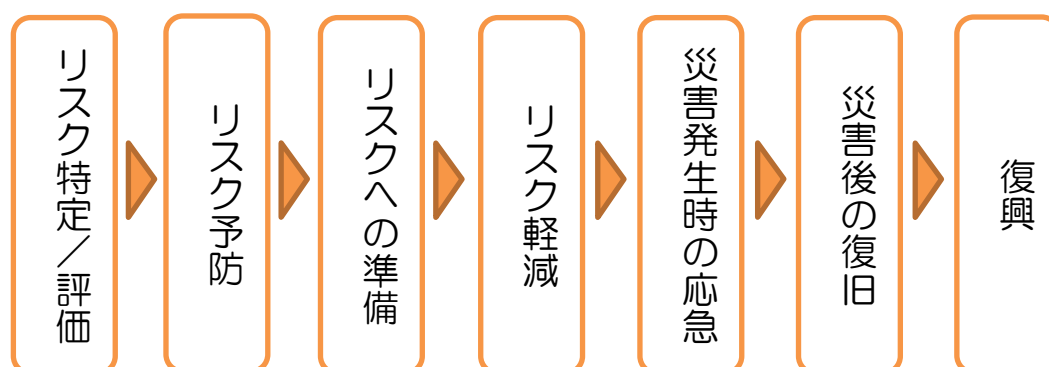 リスク特定／評価
リスク予防
リスクへの準備
リスク軽減
災害発生時の応急
災害後の復旧
復興